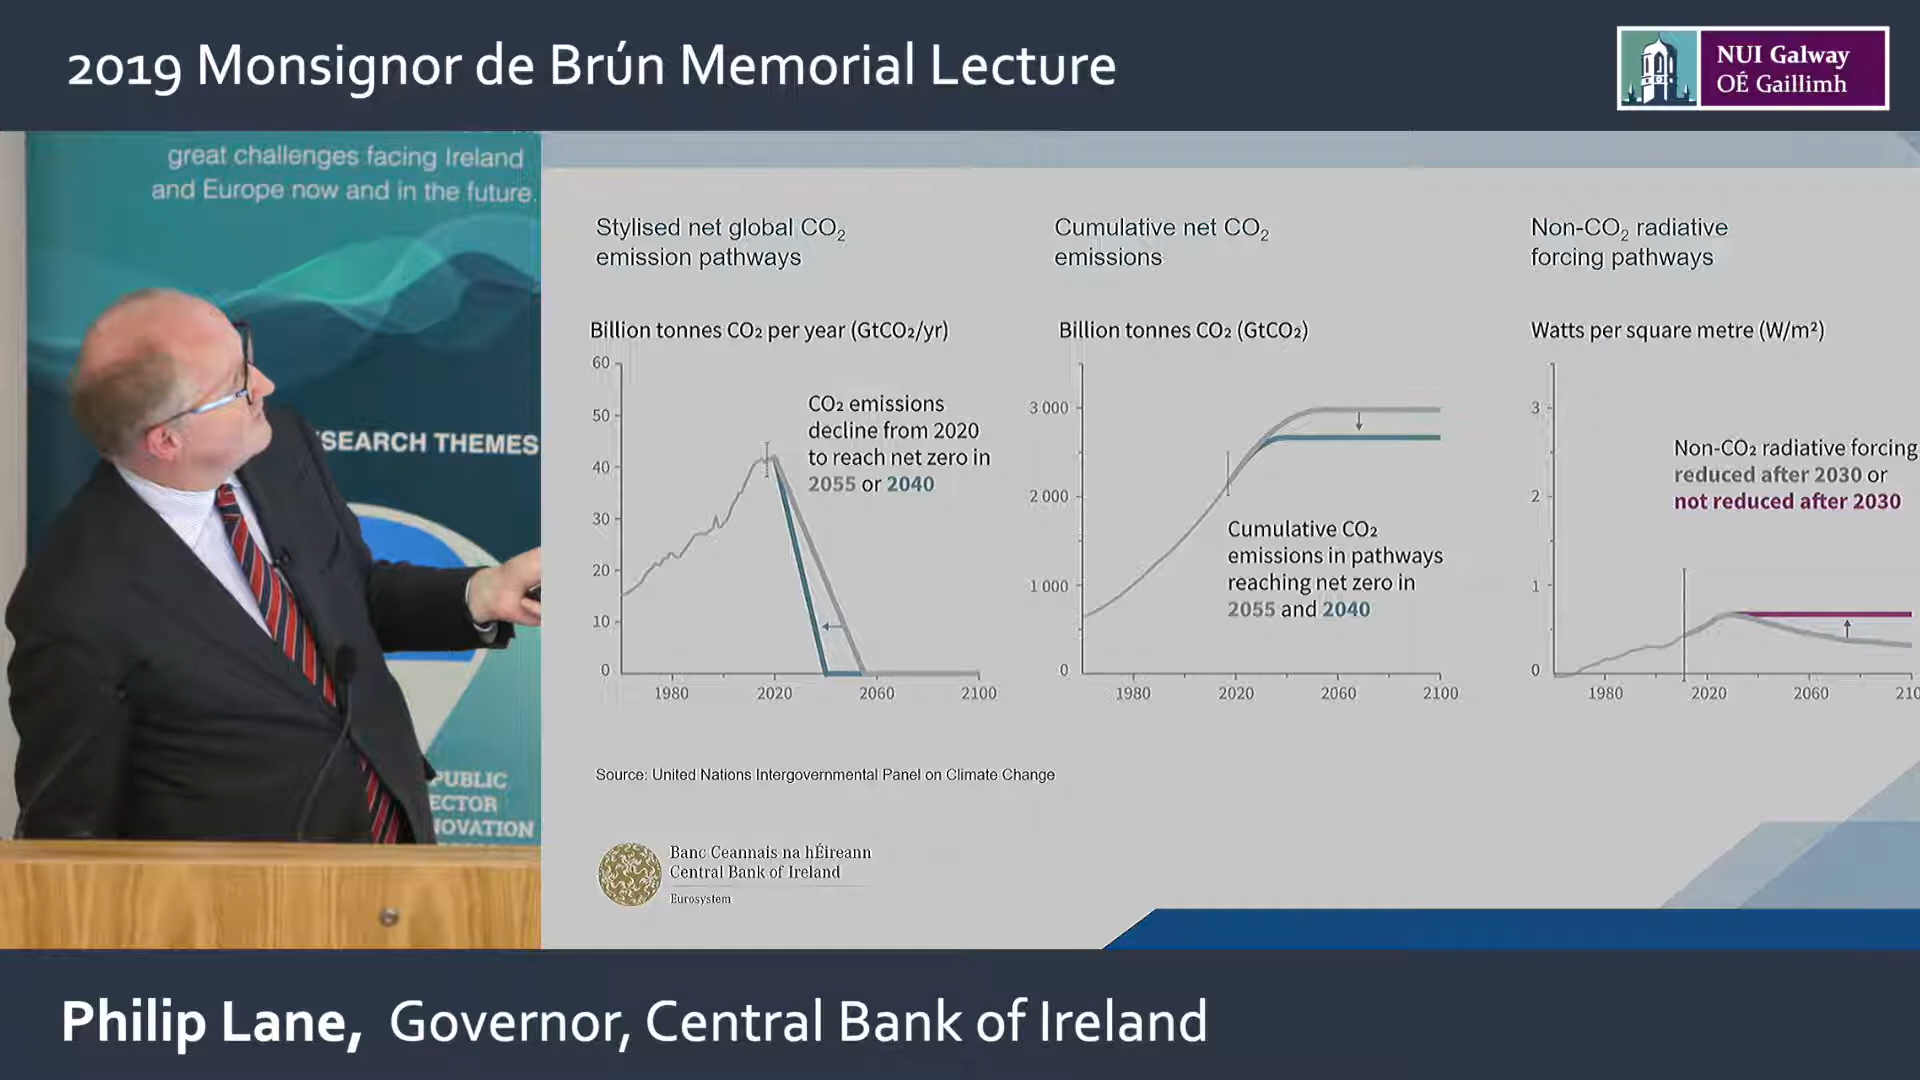 2019 Monsignor de Brún Memorial Lecture
NUI Galway
OÉ Gaillimh
great challenges facing Ireland
and Europe now and in the future.
SEARCH THEMES
PUBLIC
ECTOR
NOVATION
Stylised net global CO₂
emission pathways
Billion tonnes CO₂ per year (GtCO₂/yr)
60
50
40
30
20
10
0
1980 2020 2060 2100
CO₂ emissions
decline from 2020
to reach net zero in
2055 or 2040
Cumulative net CO₂
emissions
Billion tonnes CO₂ (GtCO₂)
3 000
2 000
1 000
0
1980 2020 2060 2100
Cumulative CO₂
emissions in pathways
reaching net zero in
2055 and 2040
Non-CO₂ radiative
forcing pathways
Watts per square metre (W/m²)
3
2
1
0
1980 2020 2060 210
Non-CO₂ radiative forcing
reduced after 2030 or
not reduced after 2030
Source: United Nations Intergovernmental Panel on Climate Change
Banc Ceannais na hÉireann
Central Bank of Ireland
Eurosystem
Philip Lane, Governor, Central Bank of Ireland